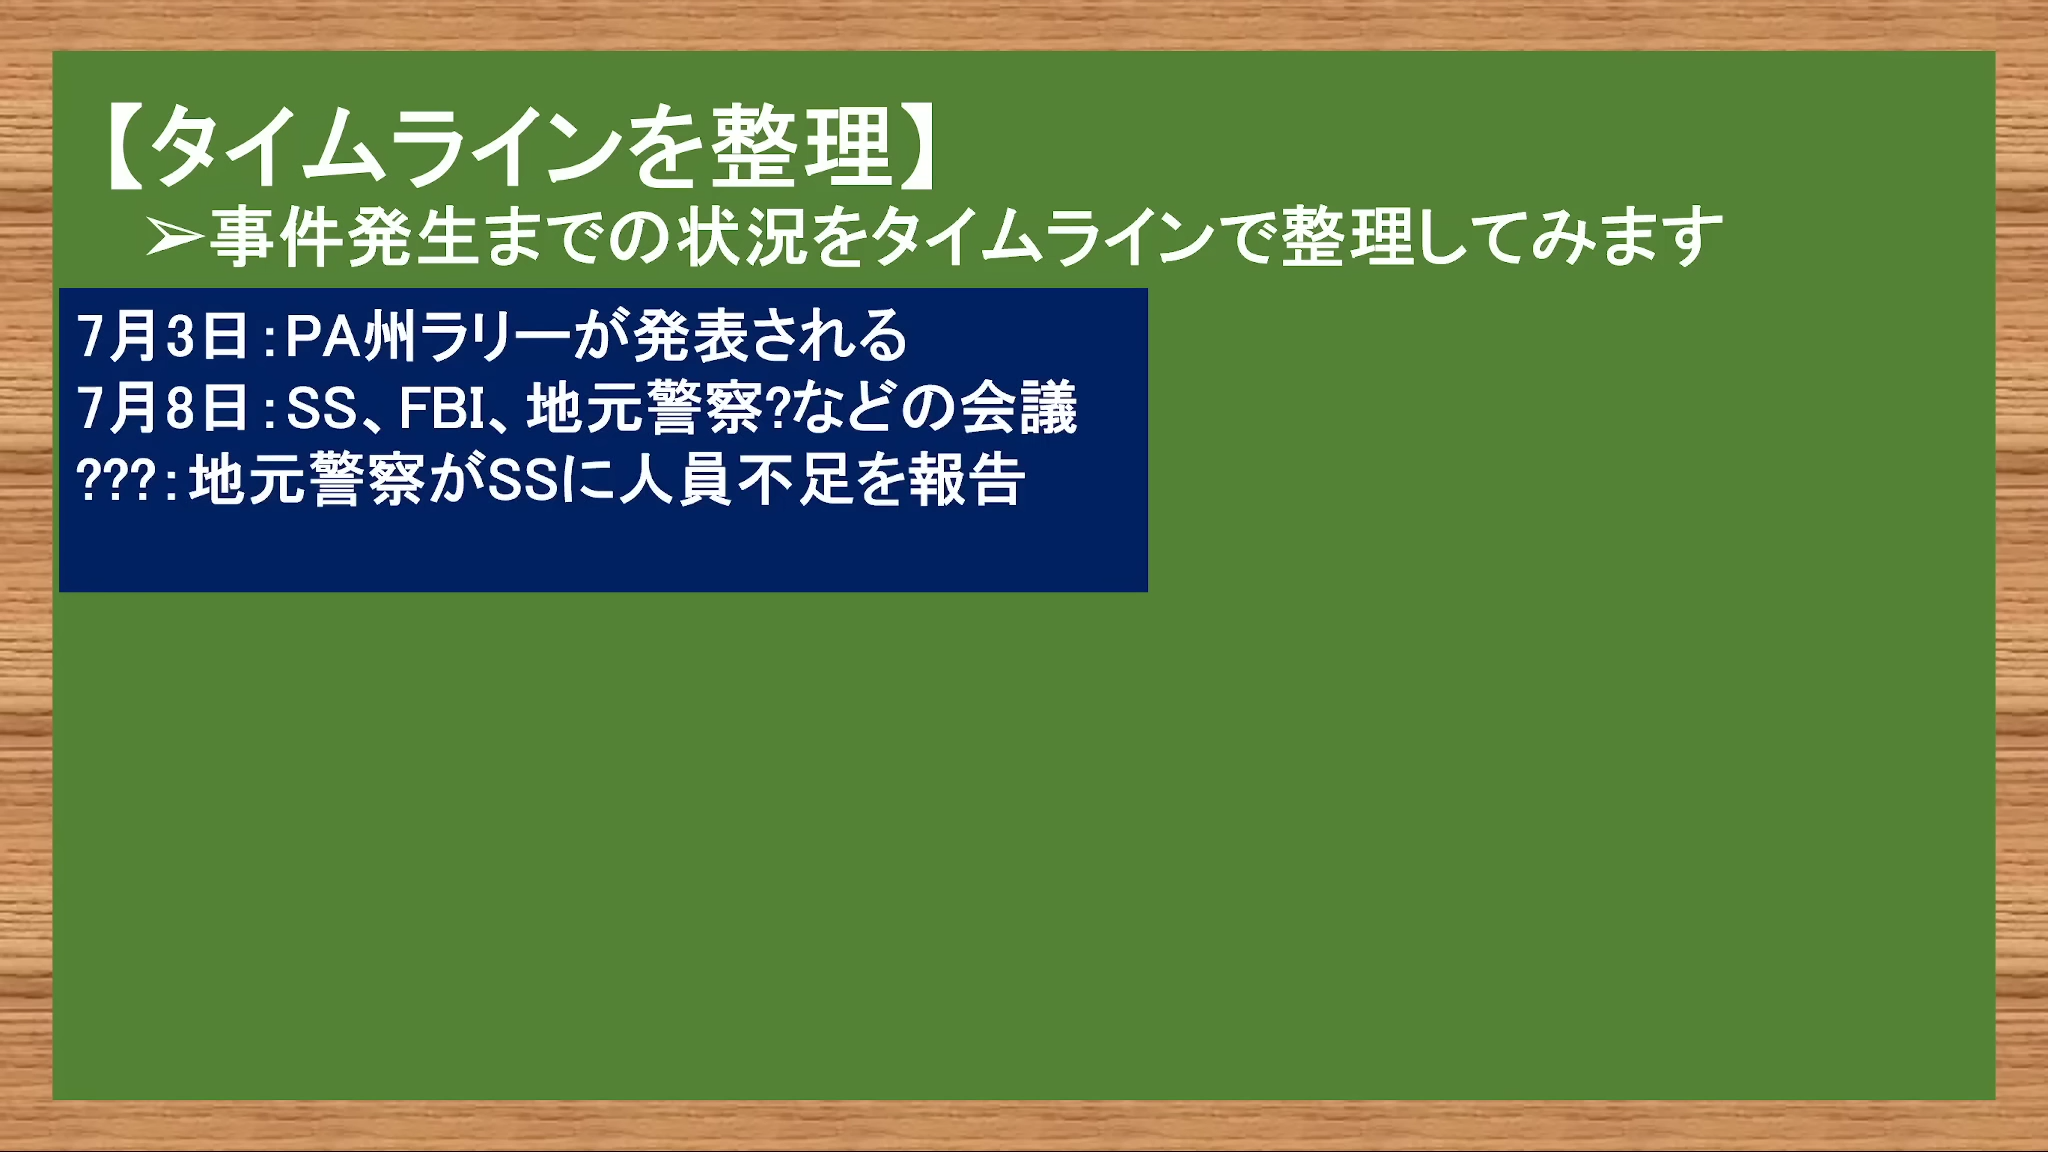 【タイムラインを整理】
➢事件発生までの状況をタイムラインで整理してみます
7月3日：PA州ラリーが発表される
7月8日：SS、FBI、地元警察?などの会議
???：地元警察がSSに人員不足を報告